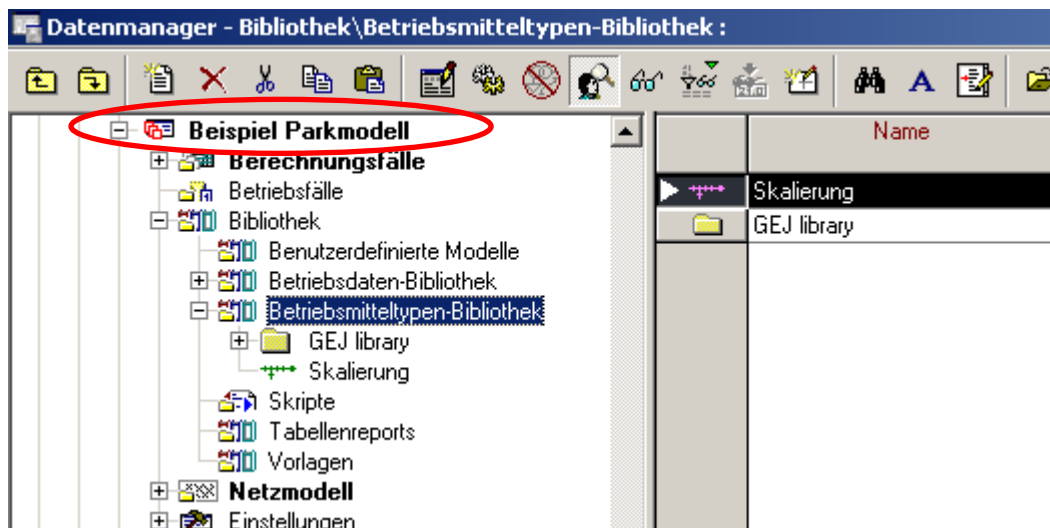 Datenmanager - Bibliothek\Betriebsmitteltypen-Bibliothek :
Beispiel Parkmodell
Berechnungsfälle
Betriebsfälle
Bibliothek
Benutzerdefinierte Modelle
Betriebsdaten-Bibliothek
Betriebsmitteltypen-Bibliothek
GEJ library
Skalierung
Skripte
Tabellenreports
Vorlagen
Netzmodell
Einstellungen
Name
Skalierung
GEJ library